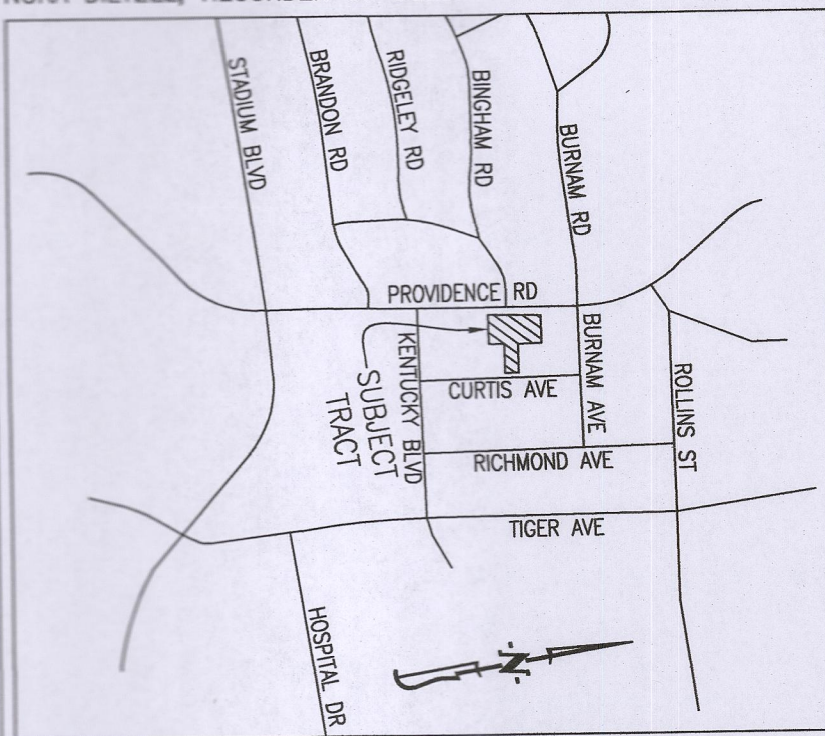 STADIUM BLVD
BRANDON RD
RIDGELEY RD
BINGHAM RD
BURNAM RD
PROVIDENCE RD
KENTUCKY BLVD
SUBJECT
TRACT
CURTIS AVE
BURNAM AVE
ROLLINS ST
RICHMOND AVE
TIGER AVE
HOSPITAL DR
N